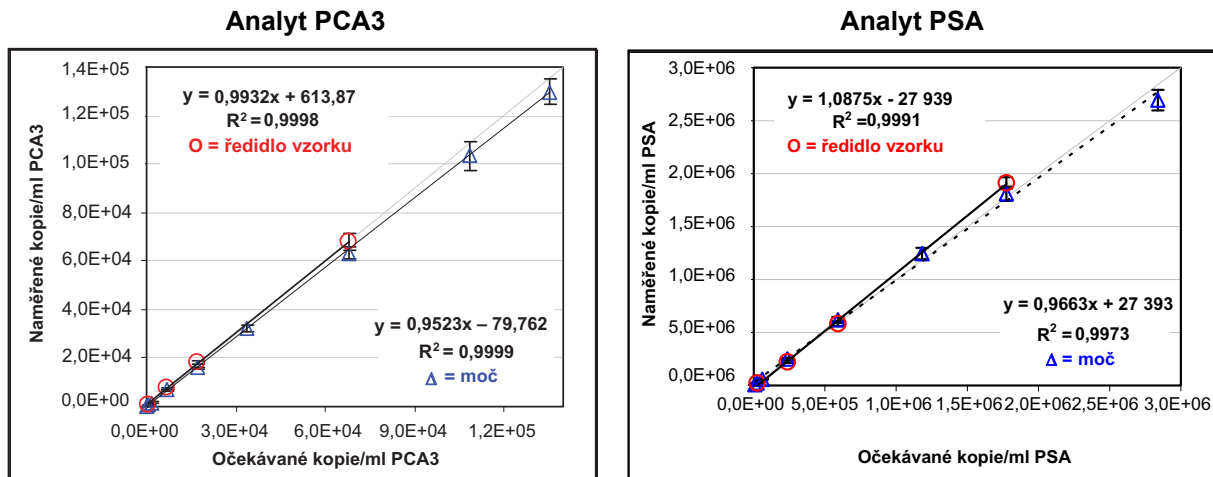 Analyt PCA3
1,4E+05
1,2E+05
1,0E+05
8,0E+04
6,0E+04
4,0E+04
2,0E+04
0,0E+00
Naměřené kopie/ml PCA3
y = 0,9932x + 613,87
R² = 0,9998
O = ředidlo vzorku
y = 0,9523x – 79,762
R² = 0,9999
Δ = moč
0,0E+00 3,0E+04 6,0E+04 9,0E+04 1,2E+05
Očekávané kopie/ml PCA3
Analyt PSA
3,0E+06
2,5E+06
2,0E+06
1,5E+06
1,0E+06
5,0E+06
0,0E+06
Naměřené kopie/ml PSA
y = 1,0875x - 27 939
R² =0,9991
O = ředidlo vzorku
y = 0,9663x + 27 393
R² = 0,9973
Δ = moč
0,0E+00 5,0E+05 1,0E+06 1,5E+06 2,0E+06 2,5E+06 3,0E+06
Očekávané kopie/ml PSA